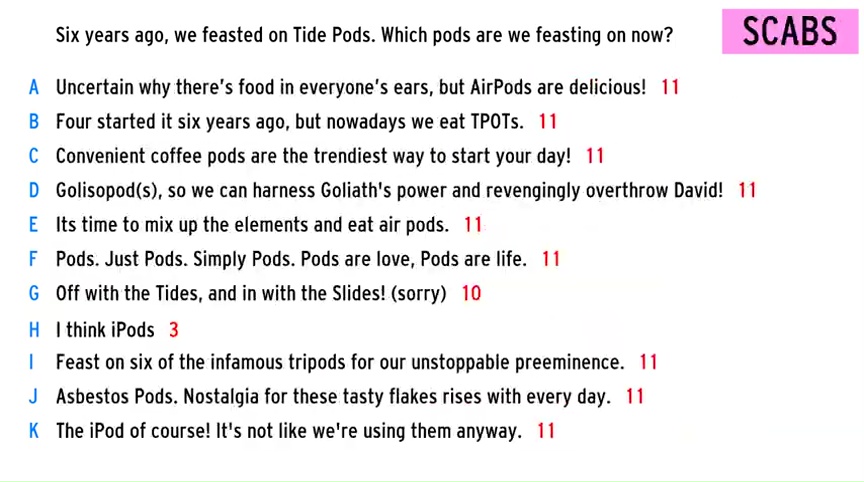 Six years ago, we feasted on Tide Pods. Which pods are we feasting on now?
SCABS
A Uncertain why there's food in everyone's ears, but AirPods are delicious! 11
B Four started it six years ago, but nowadays we eat TPOTs. 11
C Convenient coffee pods are the trendiest way to start your day! 11
D Golisopod(s), so we can harness Goliath's power and revengingly overthrow David! 11
E Its time to mix up the elements and eat air pods. 11
F Pods. Just Pods. Simply Pods. Pods are love, Pods are life. 11
G Off with the Tides, and in with the Slides! (sorry) 10
H I think iPods 3
I Feast on six of the infamous tripods for our unstoppable preeminence. 11
J Asbestos Pods. Nostalgia for these tasty flakes rises with every day. 11
K The iPod of course! It's not like we're using them anyway. 11